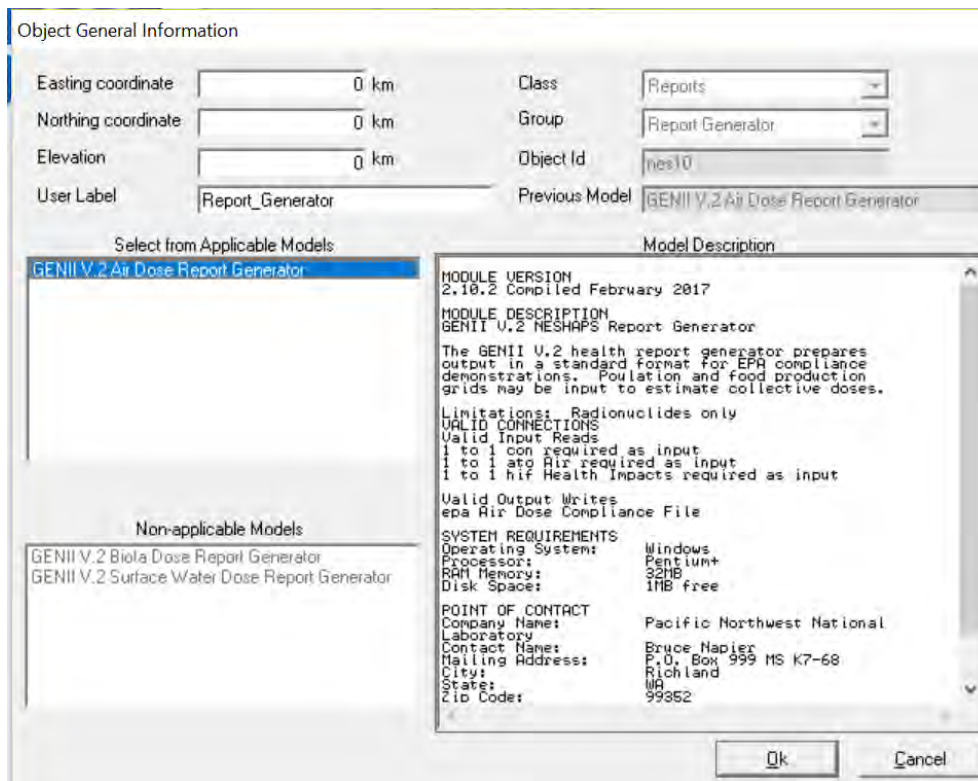 Object General Information
Easting coordinate 0 km Class Reports
Northing coordinate 0 km Group Report Generator
Elevation 0 km Object Id nes10
User Label Report_Generator Previous Model GENII V.2 Air Dose Report Generator
Select from Applicable Models
GENII V.2 Air Dose Report Generator
Non-applicable Models
GENII V.2 Biota Dose Report Generator
GENII V.2 Surface Water Dose Report Generator
Model Description
MODULE VERSION
2.10.2 Compiled February 2017
MODULE DESCRIPTION
GENII V.2 NESHAPS Report Generator
The GENII V.2 health report generator prepares
output in a standard format for EPA compliance
demonstrations. Poulation and food production
grids may be input to estimate collective doses.
Limitations: Radionuclides only
VALID CONNECTIONS
Valid Input Reads
1 to 1 con required as input
1 to 1 ato Air required as input
1 to 1 hif Health Impacts required as input
Valid Output Writes
epa Air Dose Compliance File
SYSTEM REQUIREMENTS
Operating System: Windows
Processor: Pentium+
RAM Memory: 32MB
Disk Space: 1MB free
POINT OF CONTACT
Company Name: Pacific Northwest National
Laboratory
Contact Name: Bruce Napier
Mailing Address: P.O. Box 999 MS K7-68
City: Richland
State: WA
Zip Code: 99352
Ok Cancel